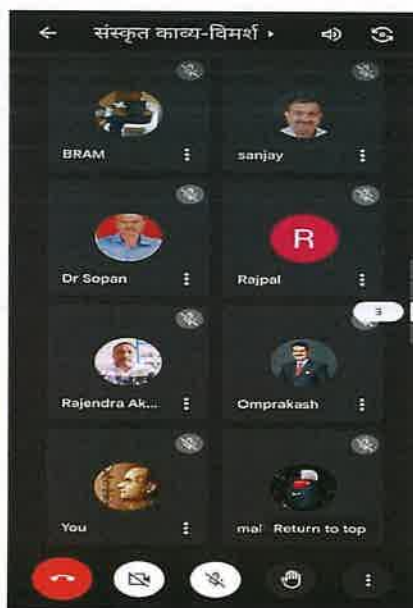 संस्कृत काव्य-विमर्श
BRAM
sanjay
Dr Sopan
R
Rajpal
3
Rajendra Ak...
Omprakash
You
mal Return to top